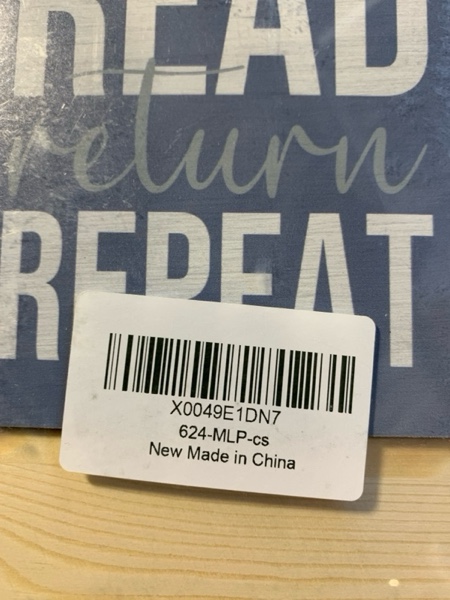 READ
return
REPEAT
X0049E1DN7
624-MLP-cs
New Made in China